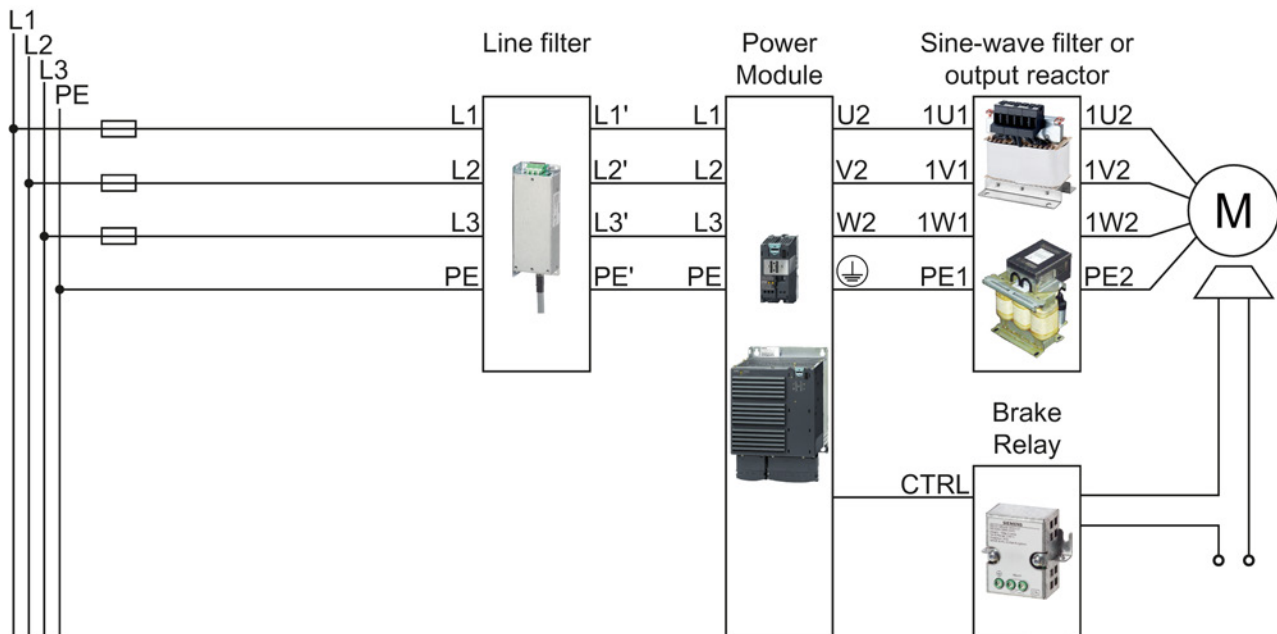 L1
L2
L3
PE
Line filter
Power
Module
Sine-wave filter or
output reactor
L1 L1' L1 U2 1U1 1U2
L2 L2' L2 V2 1V1 1V2
L3 L3' L3 W2 1W1 1W2
PE PE' PE PE1 PE2
M
Brake
Relay
CTRL
SIEMENS